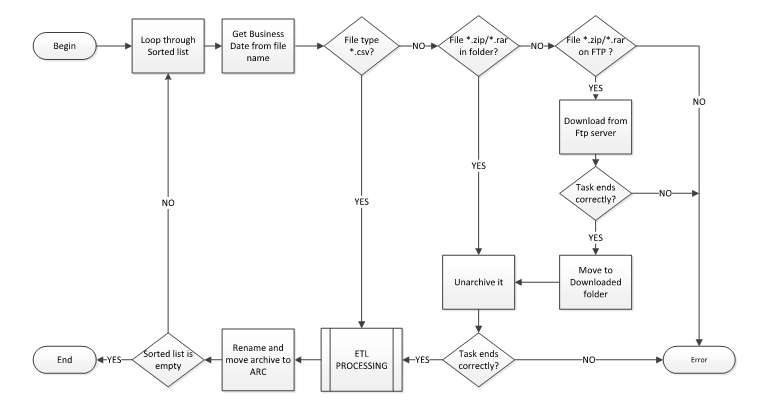 Begin
Loop through
Sorted list
Get Business
Date from file
name
File type
*.csv?
NO
File *.zip/*.rar
in folder?
NO
File *.zip/*.rar
on FTP ?
YES
NO
Download from
Ftp server
YES
Task ends
correctly?
NO
YES
NO
YES
Unarchive it
Move to
Downloaded
folder
End
YES
Sorted list is
empty
Rename and
move archive to
ARC
ETL
PROCESSING
YES
Task ends
correctly?
NO
Error